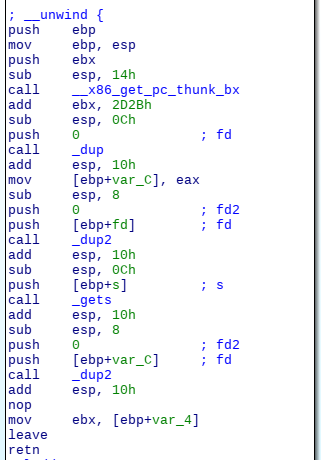 ; __unwind {
push ebp
mov ebp, esp
push ebx
sub esp, 14h
call __x86_get_pc_thunk_bx
add ebx, 2D2Bh
sub esp, 0Ch
push 0 ; fd
call _dup
add esp, 10h
mov [ebp+var_C], eax
sub esp, 8
push 0 ; fd2
push [ebp+fd] ; fd
call _dup2
add esp, 10h
sub esp, 0Ch
push [ebp+s] ; s
call _gets
add esp, 10h
sub esp, 8
push 0 ; fd2
push [ebp+var_C] ; fd
call _dup2
add esp, 10h
nop
mov ebx, [ebp+var_4]
leave
retn